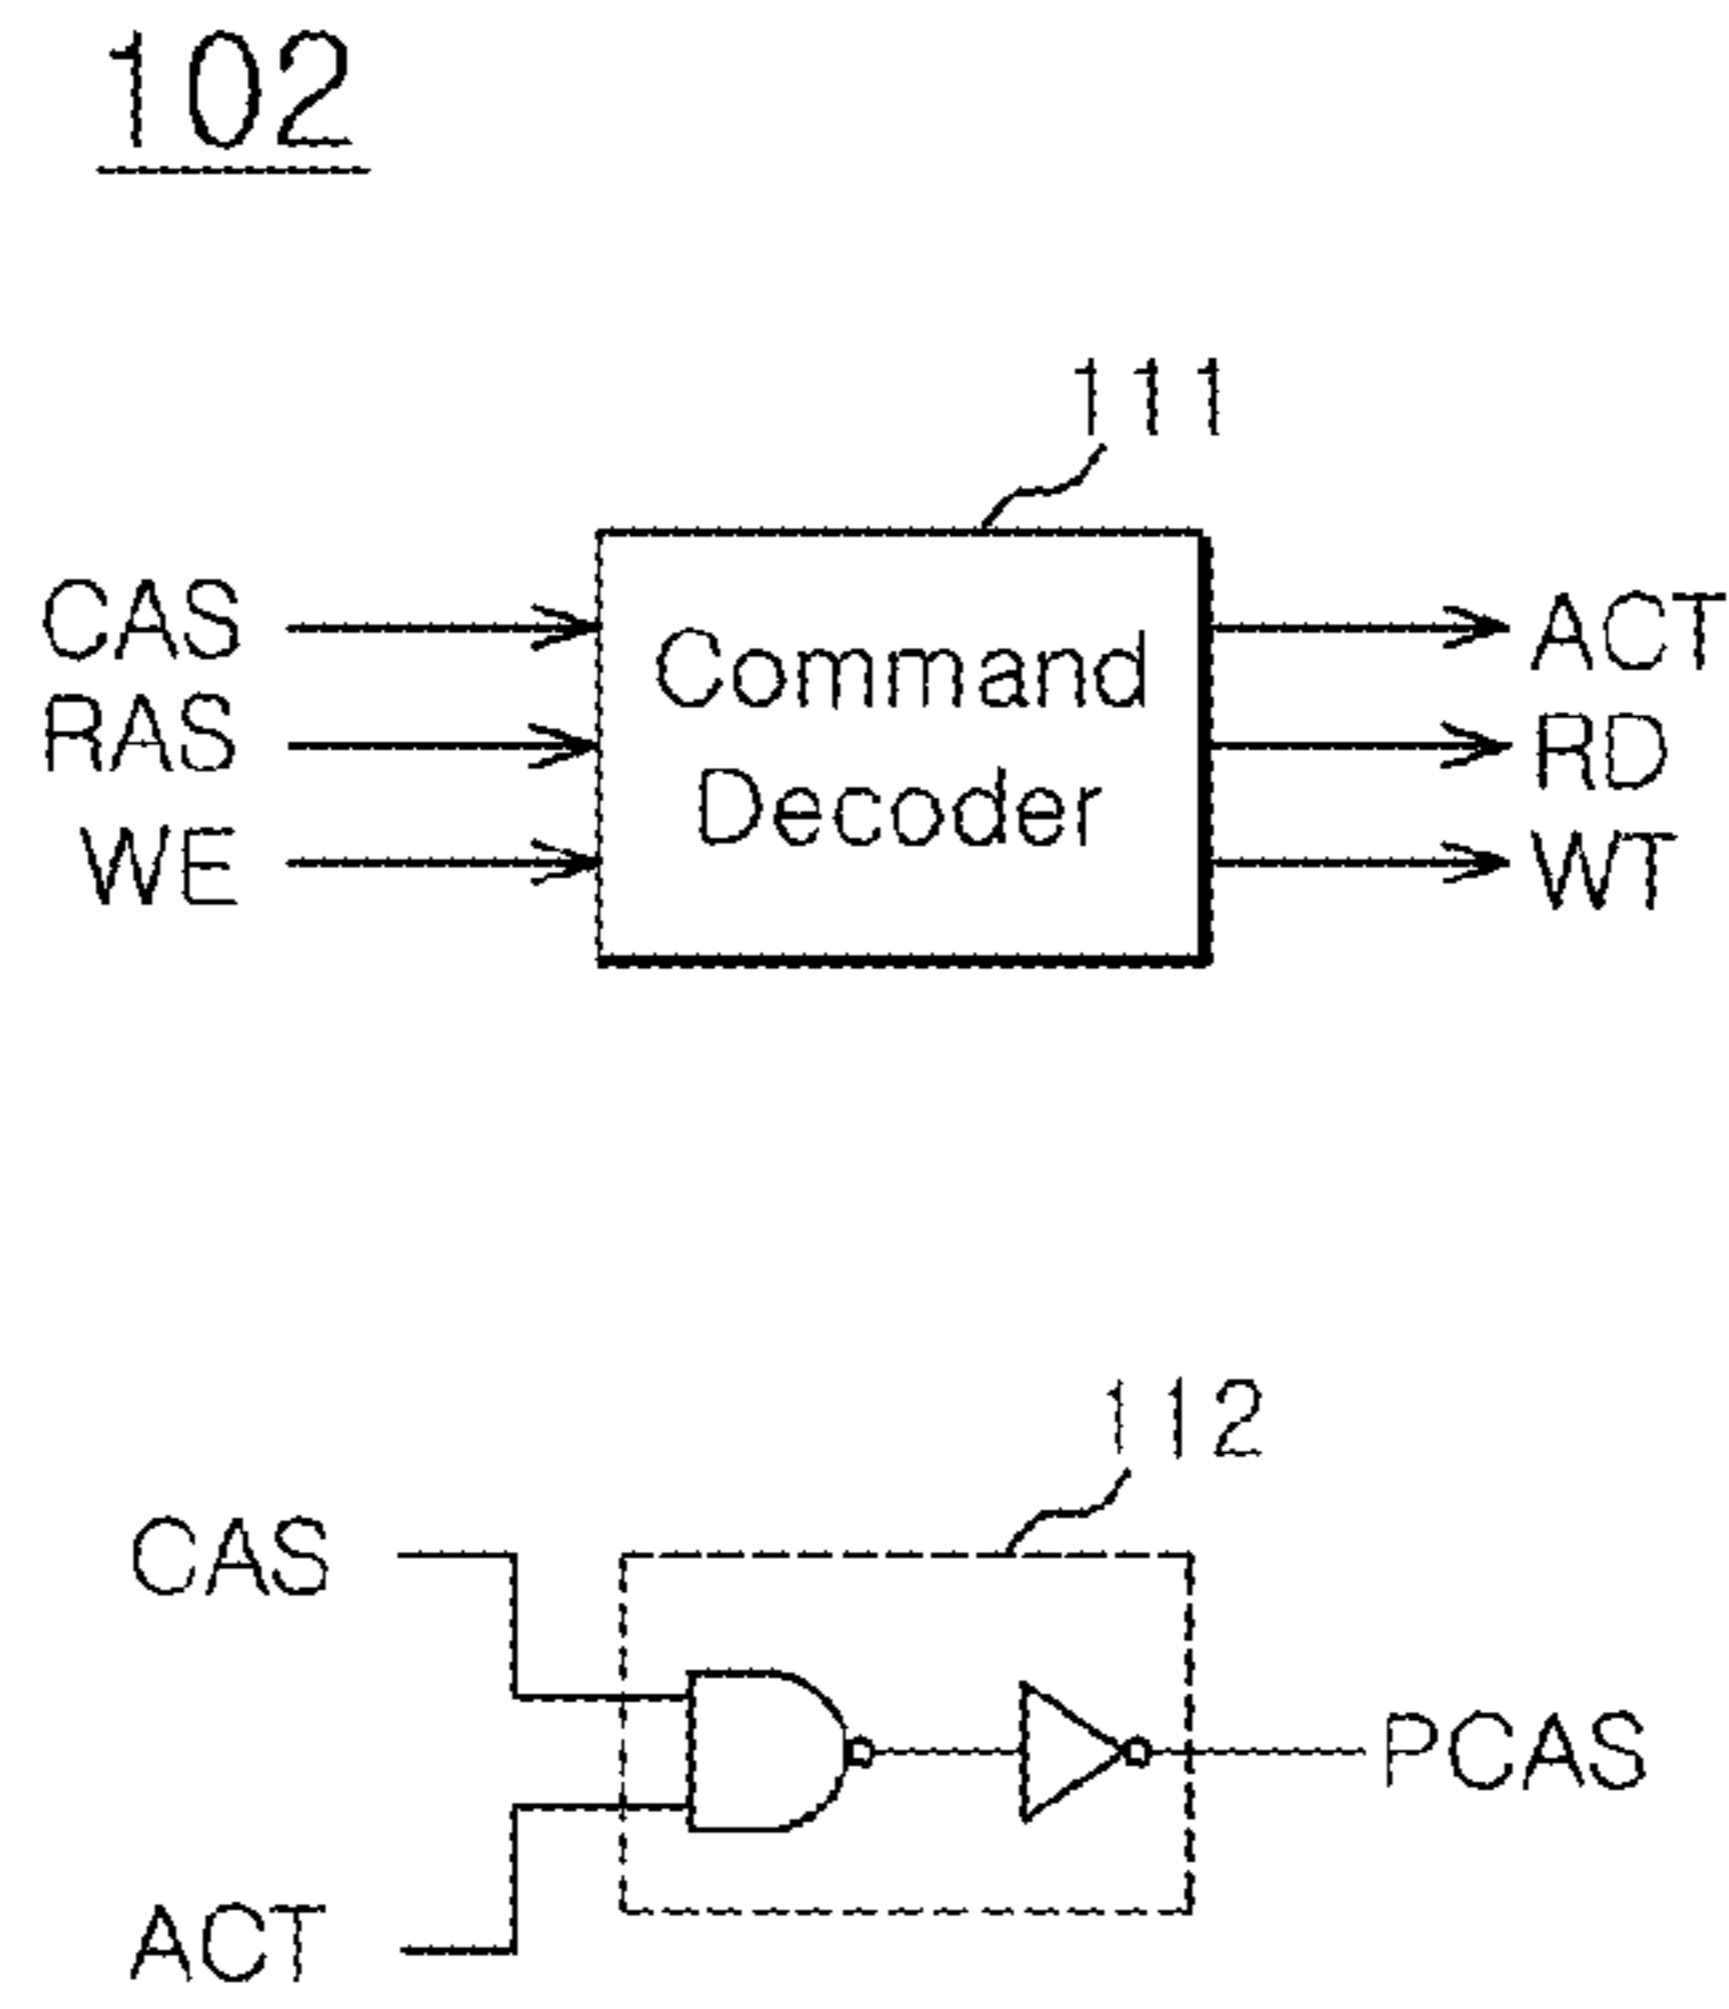 102
111
CAS
RAS
WE
Command
Decoder
ACT
RD
WT
112
CAS
ACT
PCAS